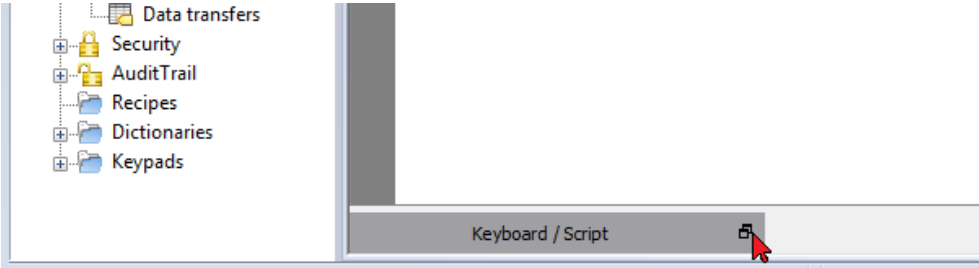 Data transfers
Security
AuditTrail
Recipes
Dictionaries
Keypads
Keyboard / Script